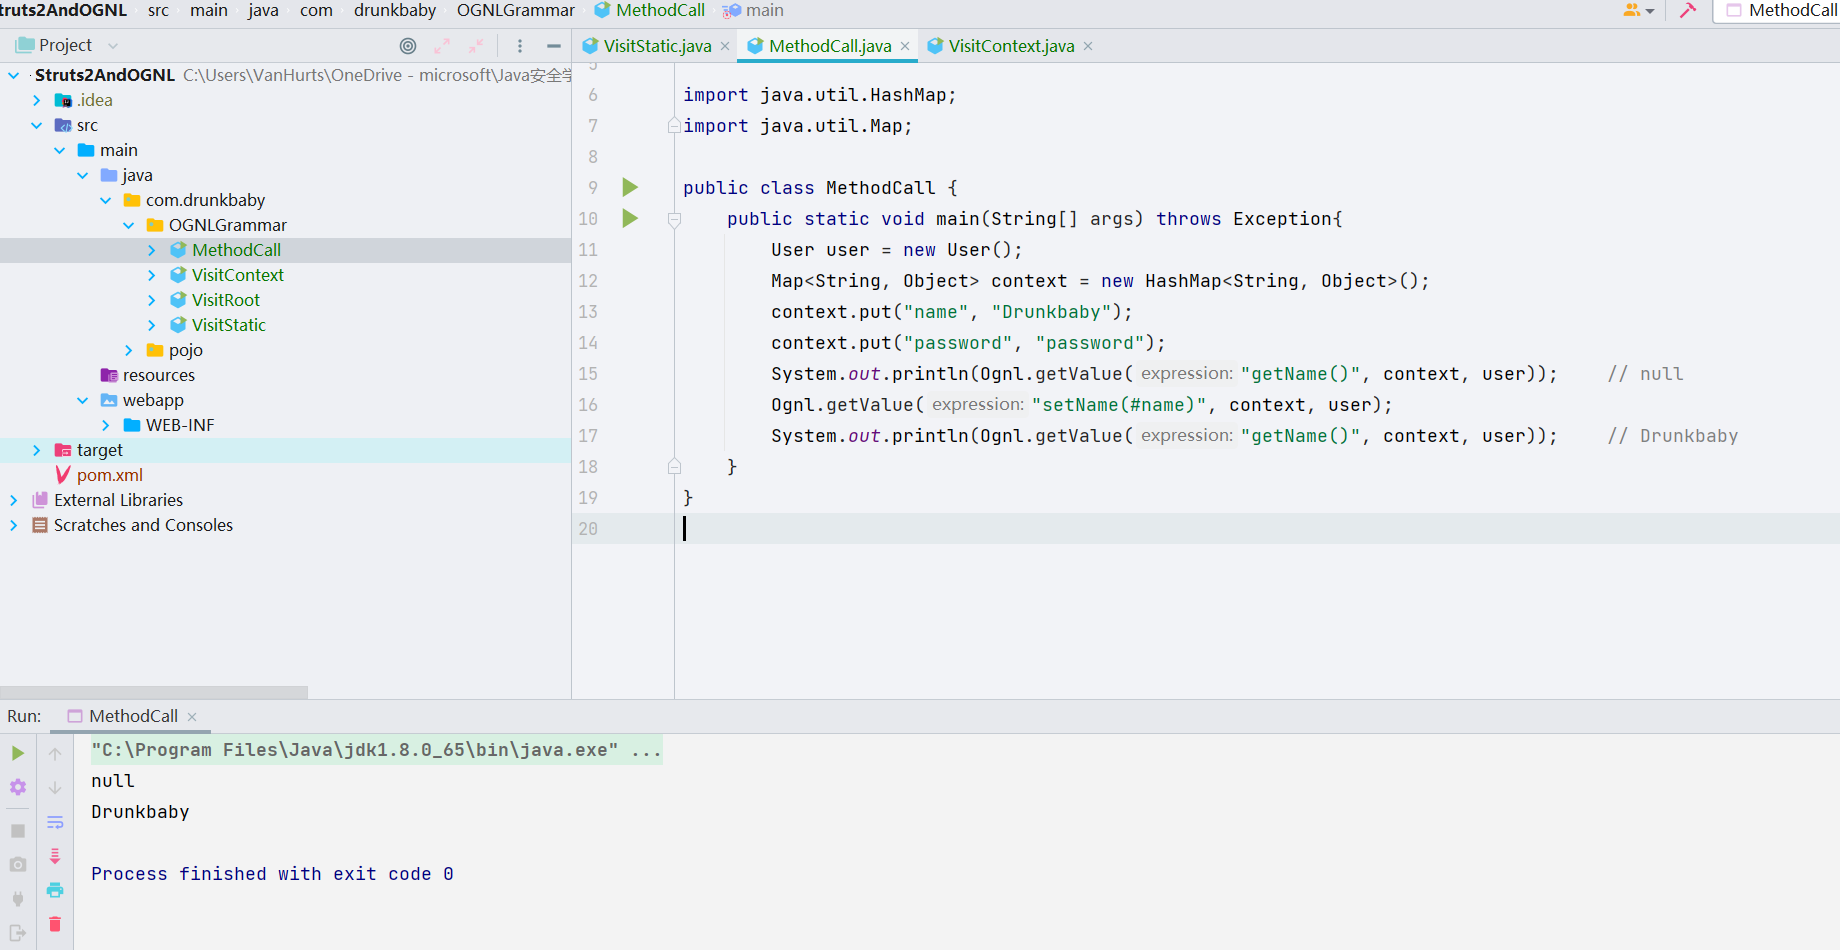 truts2AndOGNL src main java com drunkbaby OGNLGrammar MethodCall main MethodCall
Project
VisitStatic.java MethodCall.java VisitContext.java
Struts2AndOGNL C:\Users\VanHurts\OneDrive - microsoft\Java安全学
.idea
src
main
java
com.drunkbaby
OGNLGrammar
MethodCall
VisitContext
VisitRoot
VisitStatic
pojo
resources
webapp
WEB-INF
target
pom.xml
External Libraries
Scratches and Consoles
5
6 import java.util.HashMap;
7 import java.util.Map;
8
9 public class MethodCall {
10 public static void main(String[] args) throws Exception{
11 User user = new User();
12 Map<String, Object> context = new HashMap<String, Object>();
13 context.put("name", "Drunkbaby");
14 context.put("password", "password");
15 System.out.println(Ognl.getValue( expression: "getName()", context, user)); // null
16 Ognl.getValue( expression: "setName(#name)", context, user);
17 System.out.println(Ognl.getValue( expression: "getName()", context, user)); // Drunkbaby
18 }
19 }
20
Run: MethodCall
"C:\Program Files\Java\jdk1.8.0_65\bin\java.exe" ...
null
Drunkbaby
Process finished with exit code 0